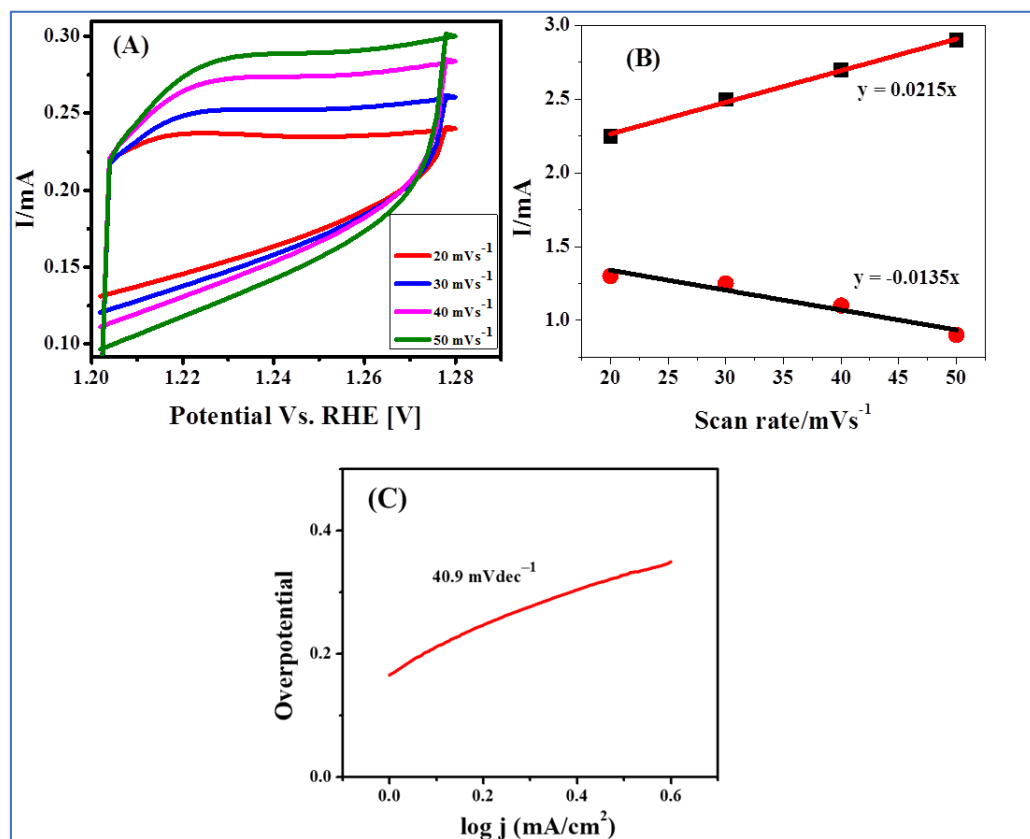 (A)
0.30
0.25
0.20
0.15
0.10
I/mA
20 mVs⁻¹
30 mVs⁻¹
40 mVs⁻¹
50 mVs⁻¹
1.20 1.22 1.24 1.26 1.28
Potential Vs. RHE [V]
(B)
3.0
2.5
2.0
1.5
1.0
I/mA
y = 0.0215x
y = -0.0135x
20 25 30 35 40 45 50
Scan rate/mVs⁻¹
(C)
0.4
0.2
0.0
Overpotential
40.9 mVdec⁻¹
0.0 0.2 0.4 0.6
log j (mA/cm²)